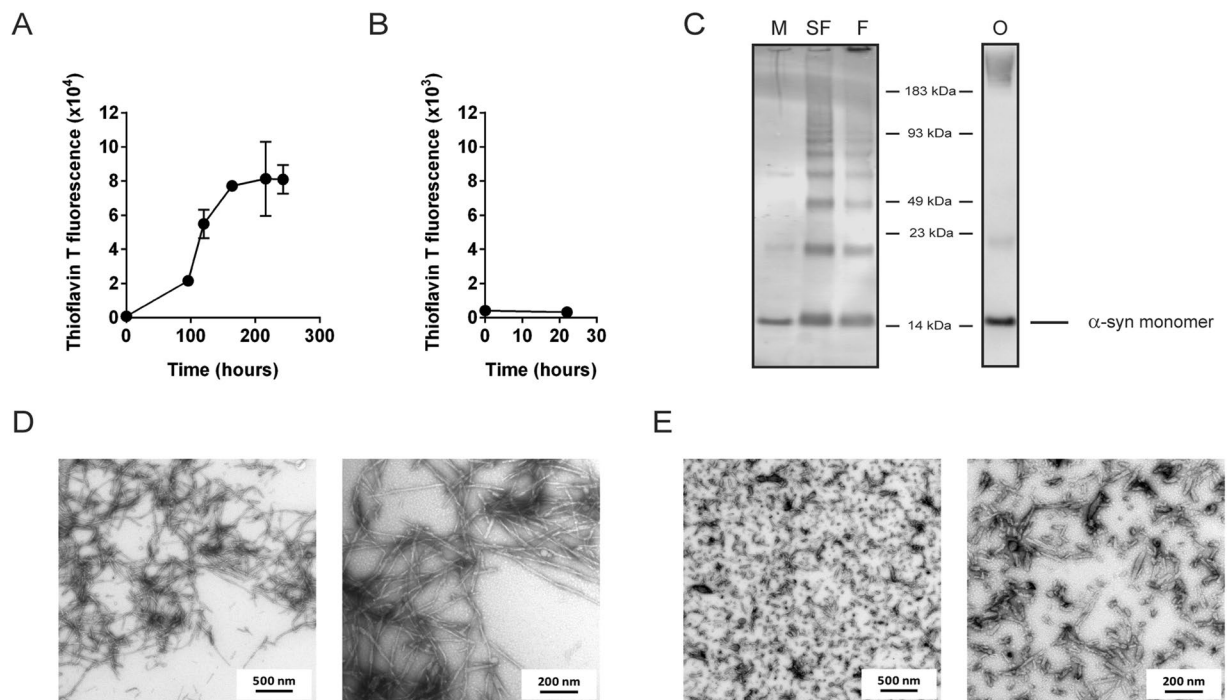 A
B
C
M SF F
O
Thioflavin T fluorescence (x10⁴)
12
10
8
6
4
2
0
0 100 200 300
Time (hours)
Thioflavin T fluorescence (x10³)
12
10
8
6
4
2
0
0 10 20 30
Time (hours)
183 kDa
93 kDa
49 kDa
23 kDa
14 kDa
α-syn monomer
D
E
500 nm
200 nm
500 nm
200 nm